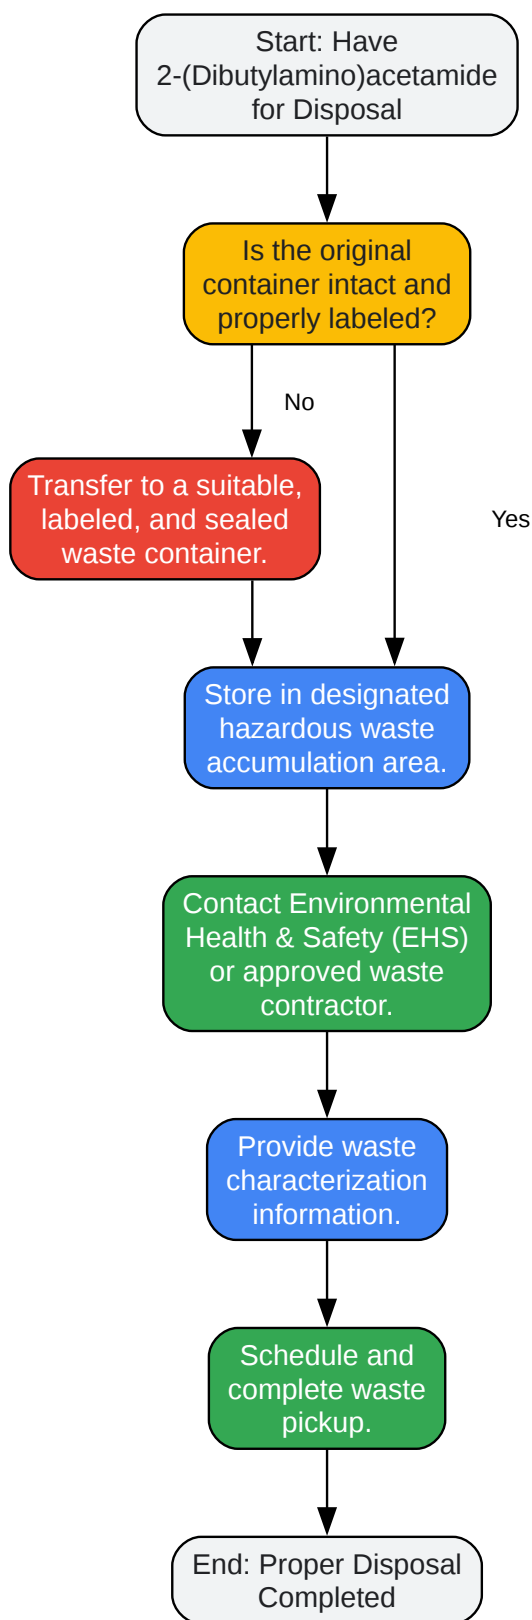 Start: Have
2-(Dibutylamino)acetamide
for Disposal
Is the original
container intact and
properly labeled?
No
Transfer to a suitable,
labeled, and sealed
waste container.
Yes
Store in designated
hazardous waste
accumulation area.
Contact Environmental
Health & Safety (EHS)
or approved waste
contractor.
Provide waste
characterization
information.
Schedule and
complete waste
pickup.
End: Proper Disposal
Completed